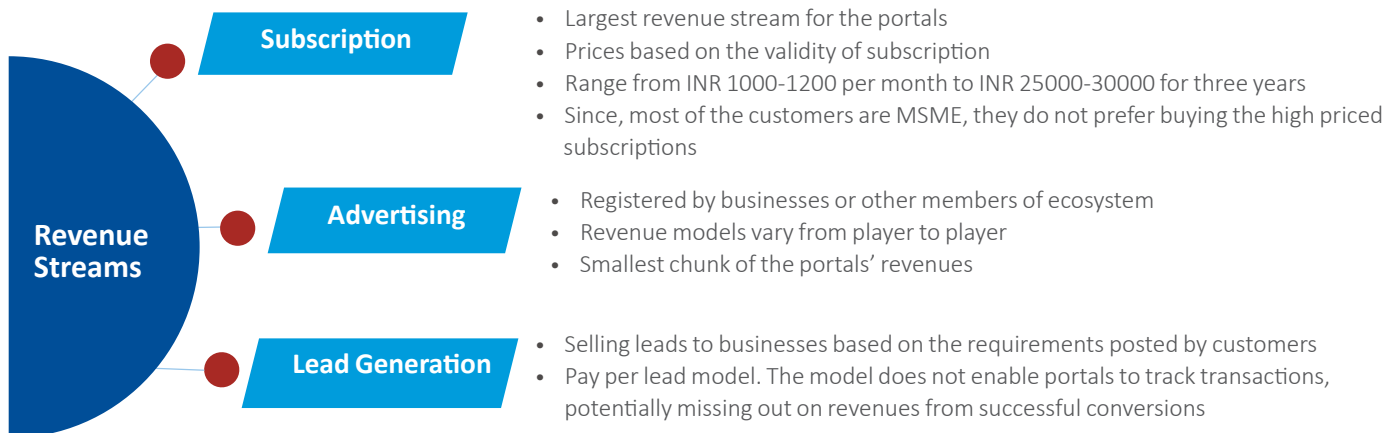 Subscription
• Largest revenue stream for the portals
• Prices based on the validity of subscription
• Range from INR 1000-1200 per month to INR 25000-30000 for three years
• Since, most of the customers are MSME, they do not prefer buying the high priced
subscriptions
Revenue
Streams
Advertising
• Registered by businesses or other members of ecosystem
• Revenue models vary from player to player
• Smallest chunk of the portals’ revenues
Lead Generation
• Selling leads to businesses based on the requirements posted by customers
• Pay per lead model. The model does not enable portals to track transactions,
potentially missing out on revenues from successful conversions